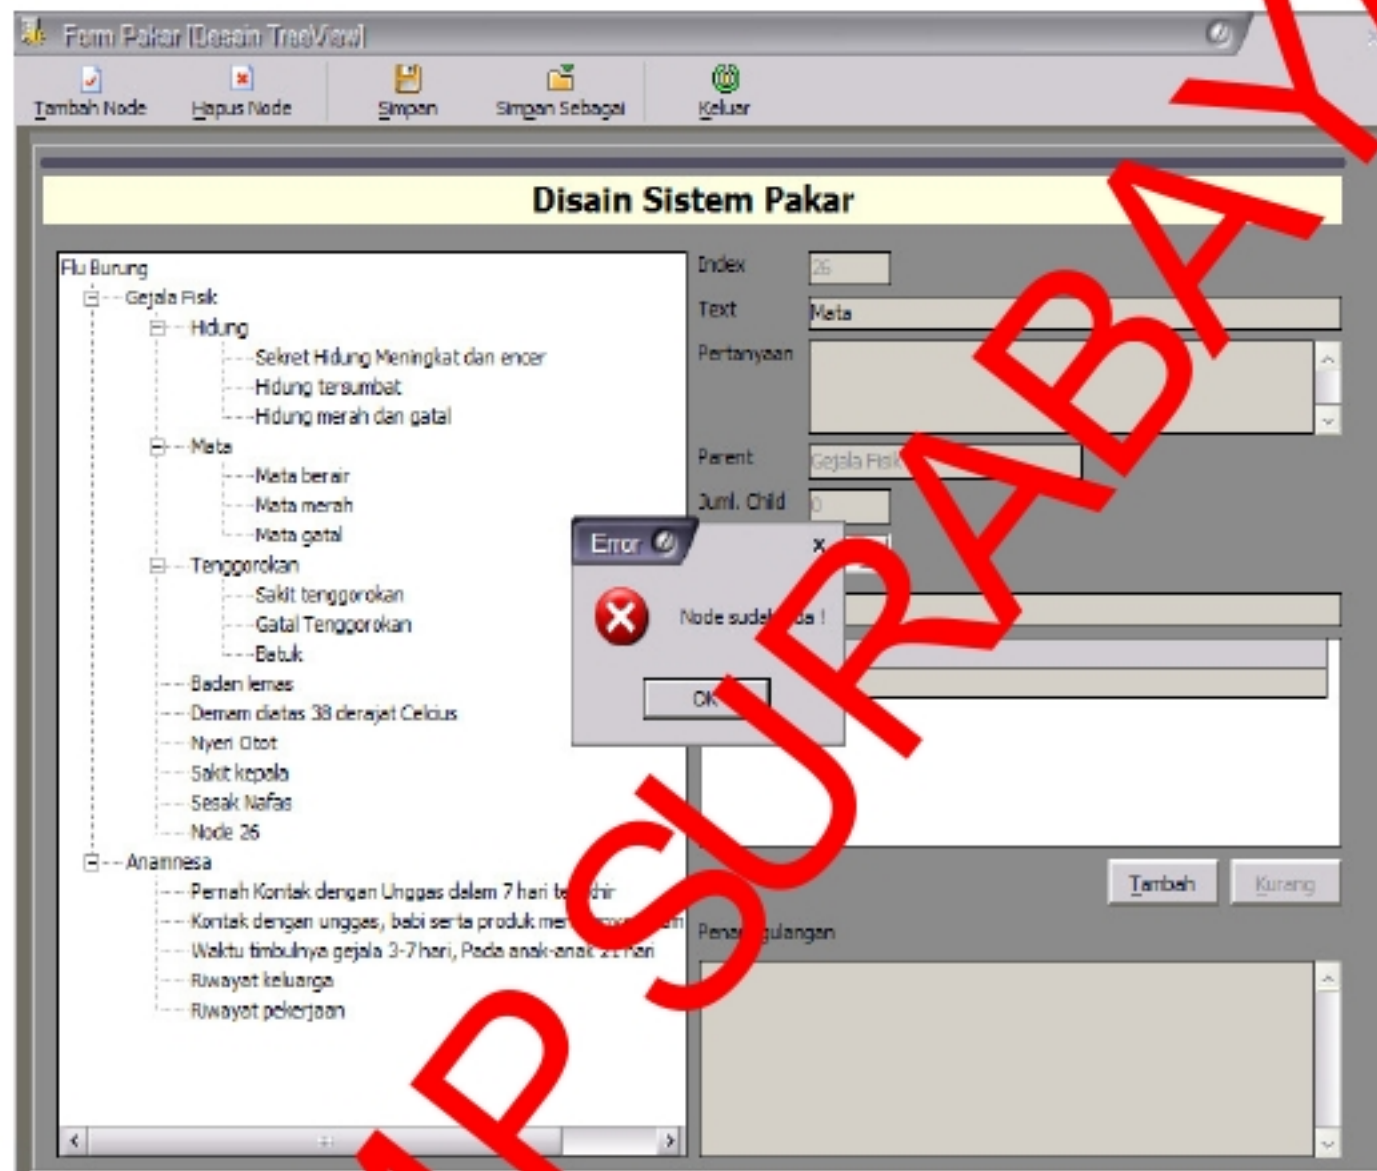 Form Pakar [Desain TreeView]
Tambah Node Hapus Node Simpan Simpan Sebagai Keluar
Disain Sistem Pakar
Flu Burung
Gejala Fisik
Hidung
Sekret Hidung Meningkat dan encer
Hidung tersumbat
Hidung merah dan gatal
Mata
Mata berair
Mata merah
Mata gatal
Tenggorokan
Sakit tenggorokan
Gatal Tenggorokan
Batuk
Badan lemas
Demam diatas 38 derajat Celcius
Nyeri Otot
Sakit kepala
Sesak Nafas
Node 26
Anamnesa
Pernah Kontak dengan Unggas dalam 7 hari
Kontak dengan unggas, babi serta produk
Waktu timbulnya gejala 3-7 hari, Pada anak-anak 21 hari
Riwayat keluarga
Riwayat pekerjaan
Index 26
Text Mata
Pertanyaan
Parent Gejala Fisik
Juml. Child 0
Error x
Node !
OK
Tambah Kurang
P SURABAY